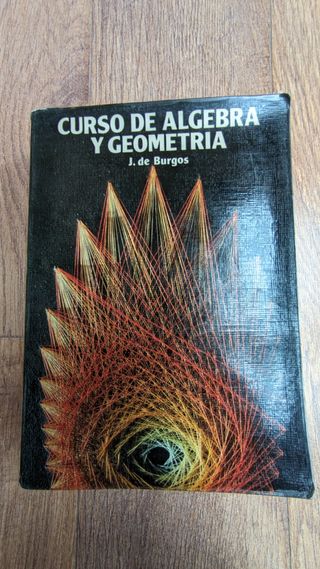 CURSO DE ALGEBRA
Y GEOMETRIA
J. de Burgos